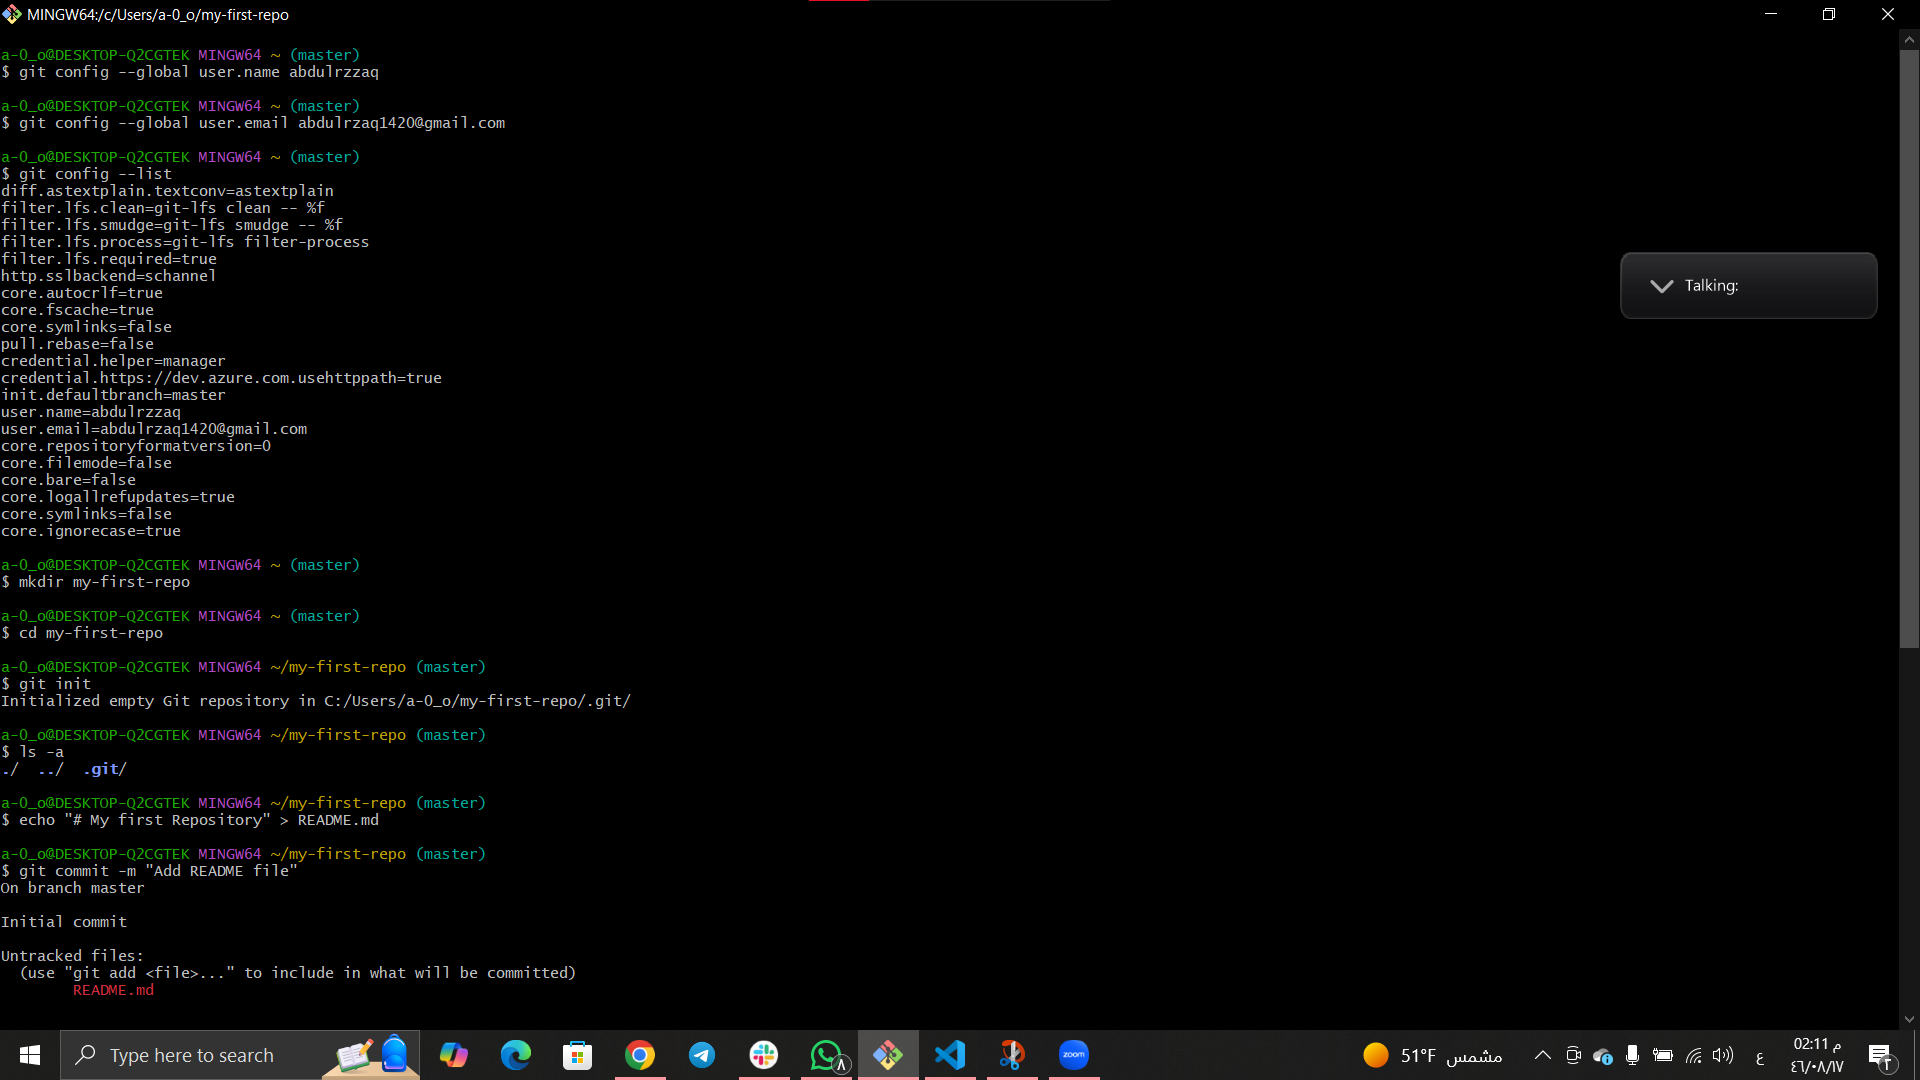 MINGW64:/c/Users/a-0_o/my-first-repo
a-0_o@DESKTOP-Q2CGTEK MINGW64 ~ (master)
$ git config --global user.name abdulrzzaq
a-0_o@DESKTOP-Q2CGTEK MINGW64 ~ (master)
$ git config --global user.email abdulrzaq1420@gmail.com
a-0_o@DESKTOP-Q2CGTEK MINGW64 ~ (master)
$ git config --list
diff.astextplain.textconv=astextplain
filter.lfs.clean=git-lfs clean -- %f
filter.lfs.smudge=git-lfs smudge -- %f
filter.lfs.process=git-lfs filter-process
filter.lfs.required=true
http.sslbackend=schannel
core.autocrlf=true
core.fscache=true
core.symlinks=false
pull.rebase=false
credential.helper=manager
credential.https://dev.azure.com.usehttppath=true
init.defaultbranch=master
user.name=abdulrzzaq
user.email=abdulrzaq1420@gmail.com
core.repositoryformatversion=0
core.filemode=false
core.bare=false
core.logallrefupdates=true
core.symlinks=false
core.ignorecase=true
a-0_o@DESKTOP-Q2CGTEK MINGW64 ~ (master)
$ mkdir my-first-repo
a-0_o@DESKTOP-Q2CGTEK MINGW64 ~ (master)
$ cd my-first-repo
a-0_o@DESKTOP-Q2CGTEK MINGW64 ~/my-first-repo (master)
$ git init
Initialized empty Git repository in C:/Users/a-0_o/my-first-repo/.git/
a-0_o@DESKTOP-Q2CGTEK MINGW64 ~/my-first-repo (master)
$ ls -a
./  ../  .git/
a-0_o@DESKTOP-Q2CGTEK MINGW64 ~/my-first-repo (master)
$ echo "# My first Repository" > README.md
a-0_o@DESKTOP-Q2CGTEK MINGW64 ~/my-first-repo (master)
$ git commit -m "Add README file"
On branch master
Initial commit
Untracked files:
(use "git add <file>..." to include in what will be committed)
README.md
Talking:
Type here to search
zoom
٨
51°F مشمس
ع
02:11 م
٤٦/٠٨/١٧
٢